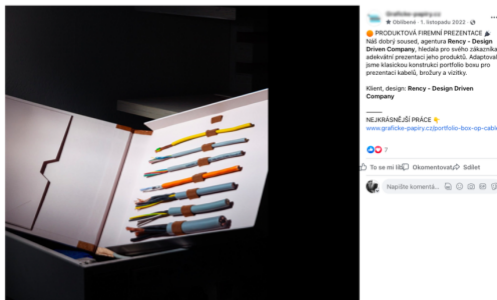 Oblíbené · 1. listopadu 2022 ·
PRODUKTOVÁ FIREMNÍ PREZENTACE
Náš dobrý soused, agentura Rency - Design
Driven Company, hledala pro svého zákazníka
adekvátní prezentaci jeho produktů. Adaptoval
jsme klasickou konstrukci portfolio boxu pro
prezentaci kabelů, brožury a vizitky.
Klient, design: Rency - Design Driven
Company
NEJKRÁSNĚJŠÍ PRÁCE
www.graficke-papiry.cz/portfolio-box-op-cable
7
To se mi líbí Okomentovat Sdílet
Napište komentá...